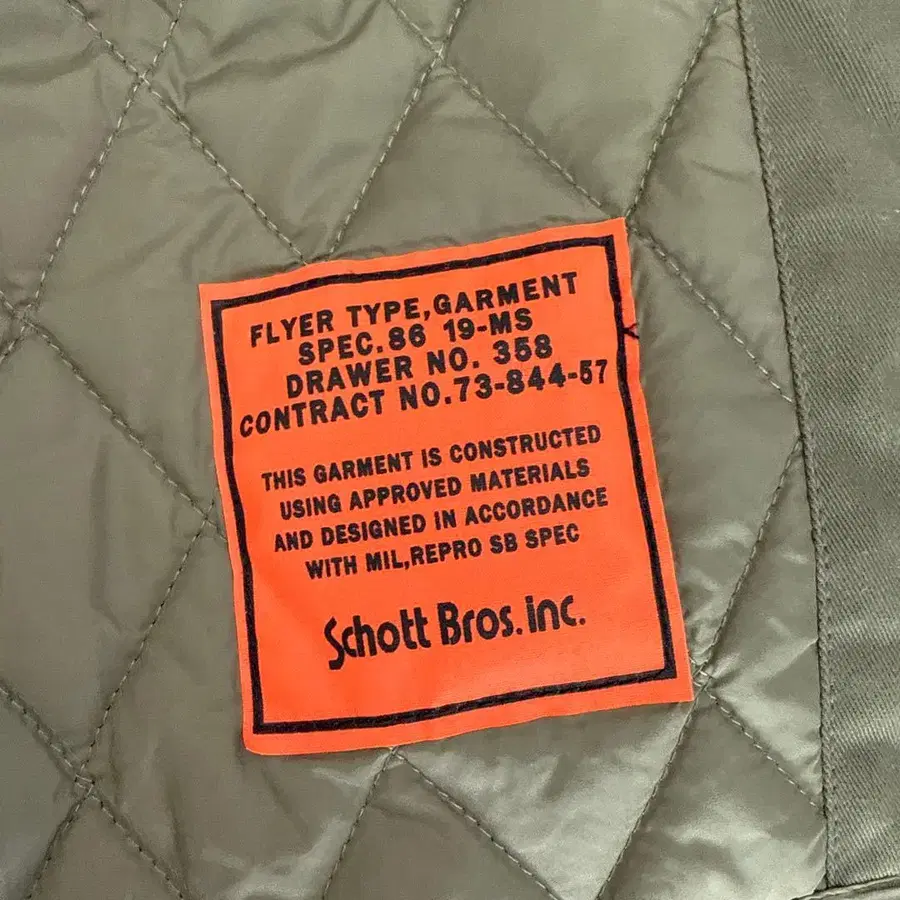 FLYER TYPE,GARMENT
SPEC.86 19-MS
DRAWER NO. 358
CONTRACT NO.73-844-57
THIS GARMENT IS CONSTRUCTED
USING APPROVED MATERIALS
AND DESIGNED IN ACCORDANCE
WITH MIL,REPRO SB SPEC
Schott Bros. inc.